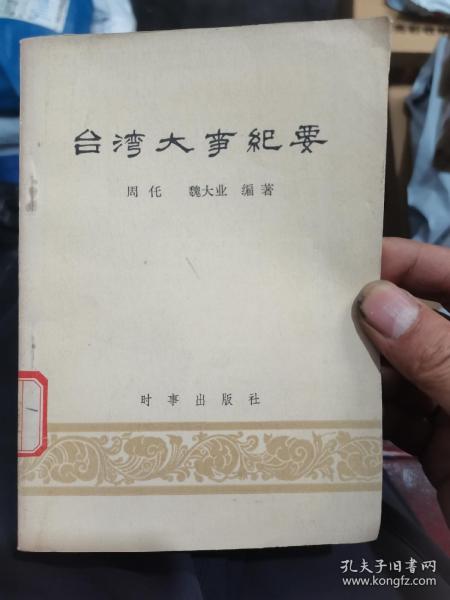 台湾大事纪要
周任 魏大业 编著
时事出版社
孔夫子旧书网
www.kongfz.com